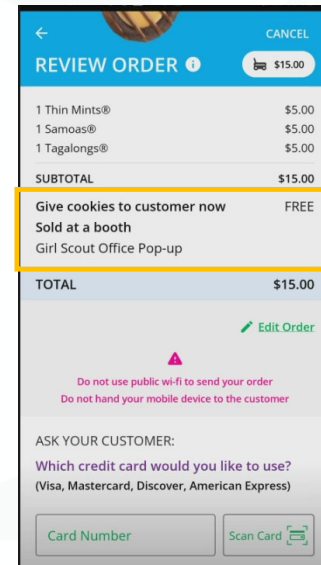 CANCEL
REVIEW ORDER i $15.00
1 Thin Mints® $5.00
1 Samoas® $5.00
1 Tagalongs® $5.00
SUBTOTAL $15.00
Give cookies to customer now FREE
Sold at a booth
Girl Scout Office Pop-up
TOTAL $15.00
Edit Order
Do not use public wi-fi to send your order
Do not hand your mobile device to the customer
ASK YOUR CUSTOMER:
Which credit card would you like to use?
(Visa, Mastercard, Discover, American Express)
Card Number Scan Card